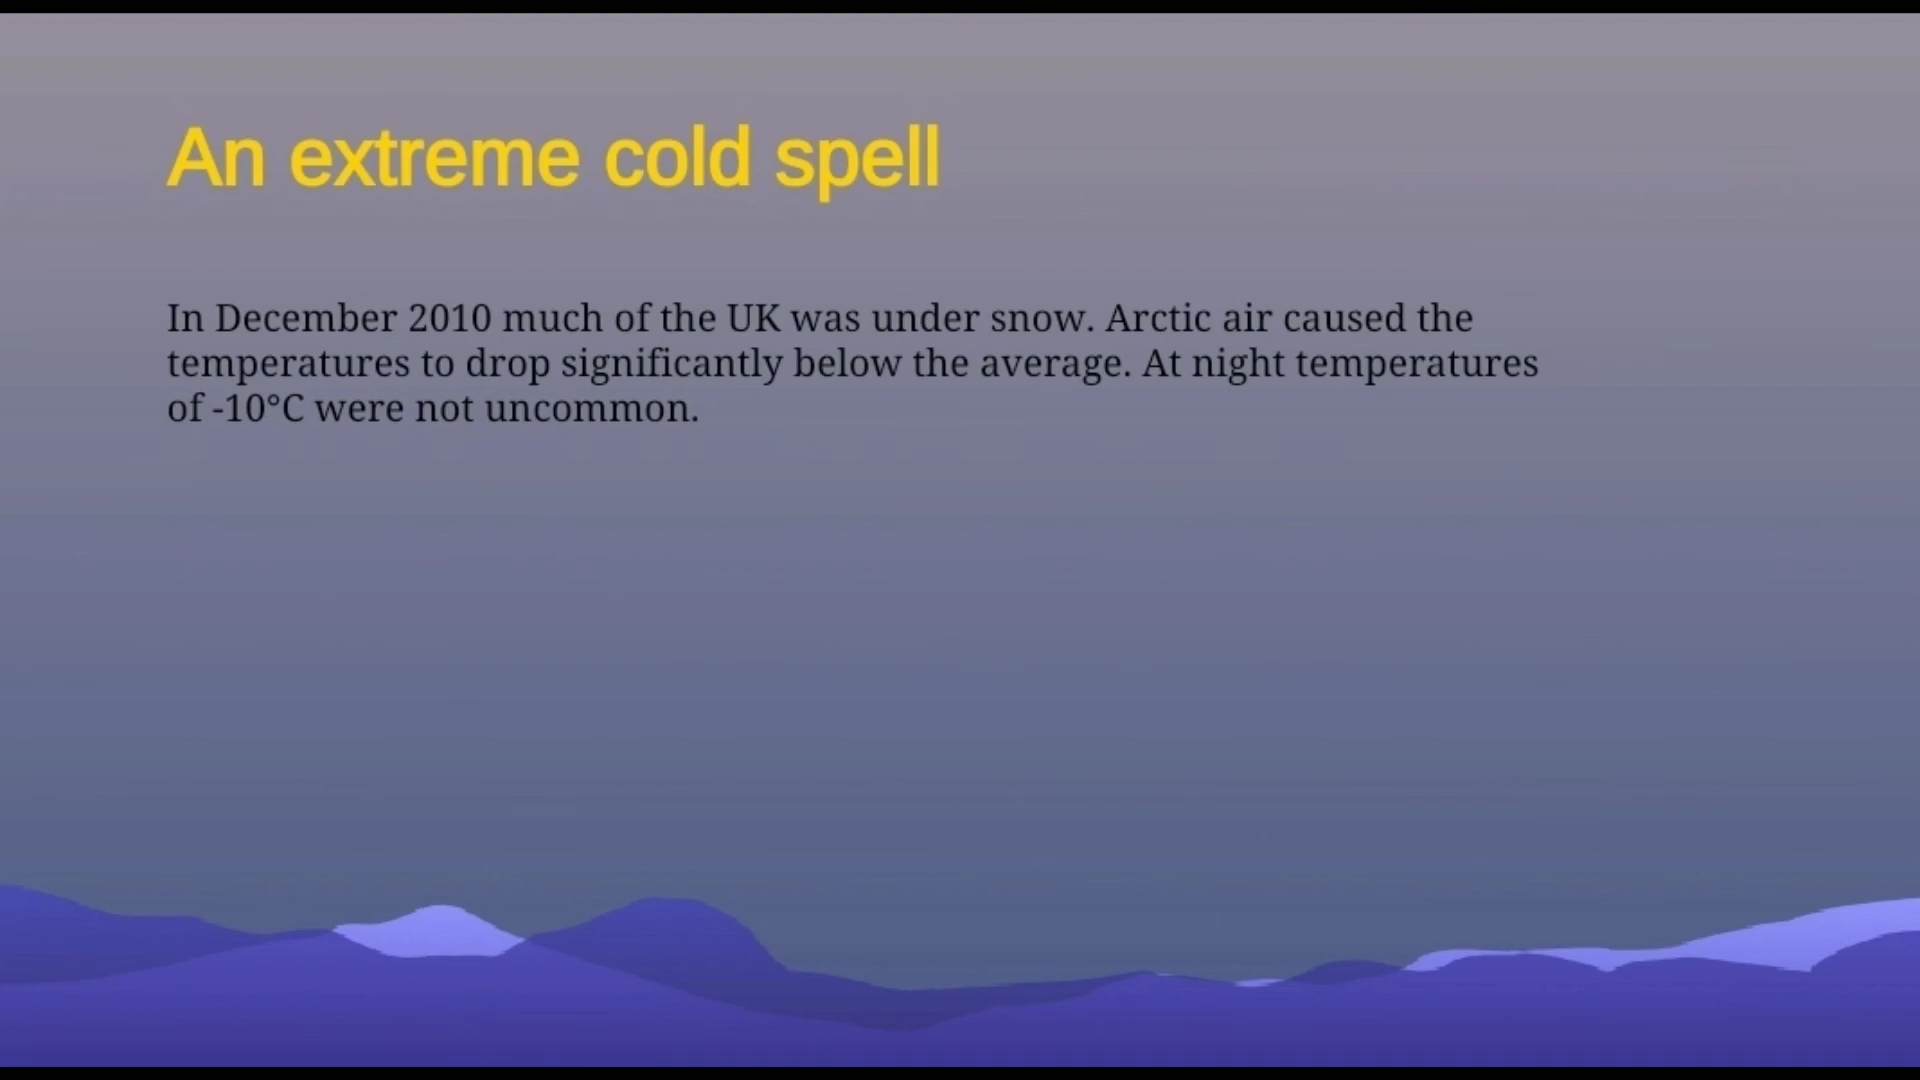 An extreme cold spell
In December 2010 much of the UK was under snow. Arctic air caused the
temperatures to drop significantly below the average. At night temperatures
of -10°C were not uncommon.